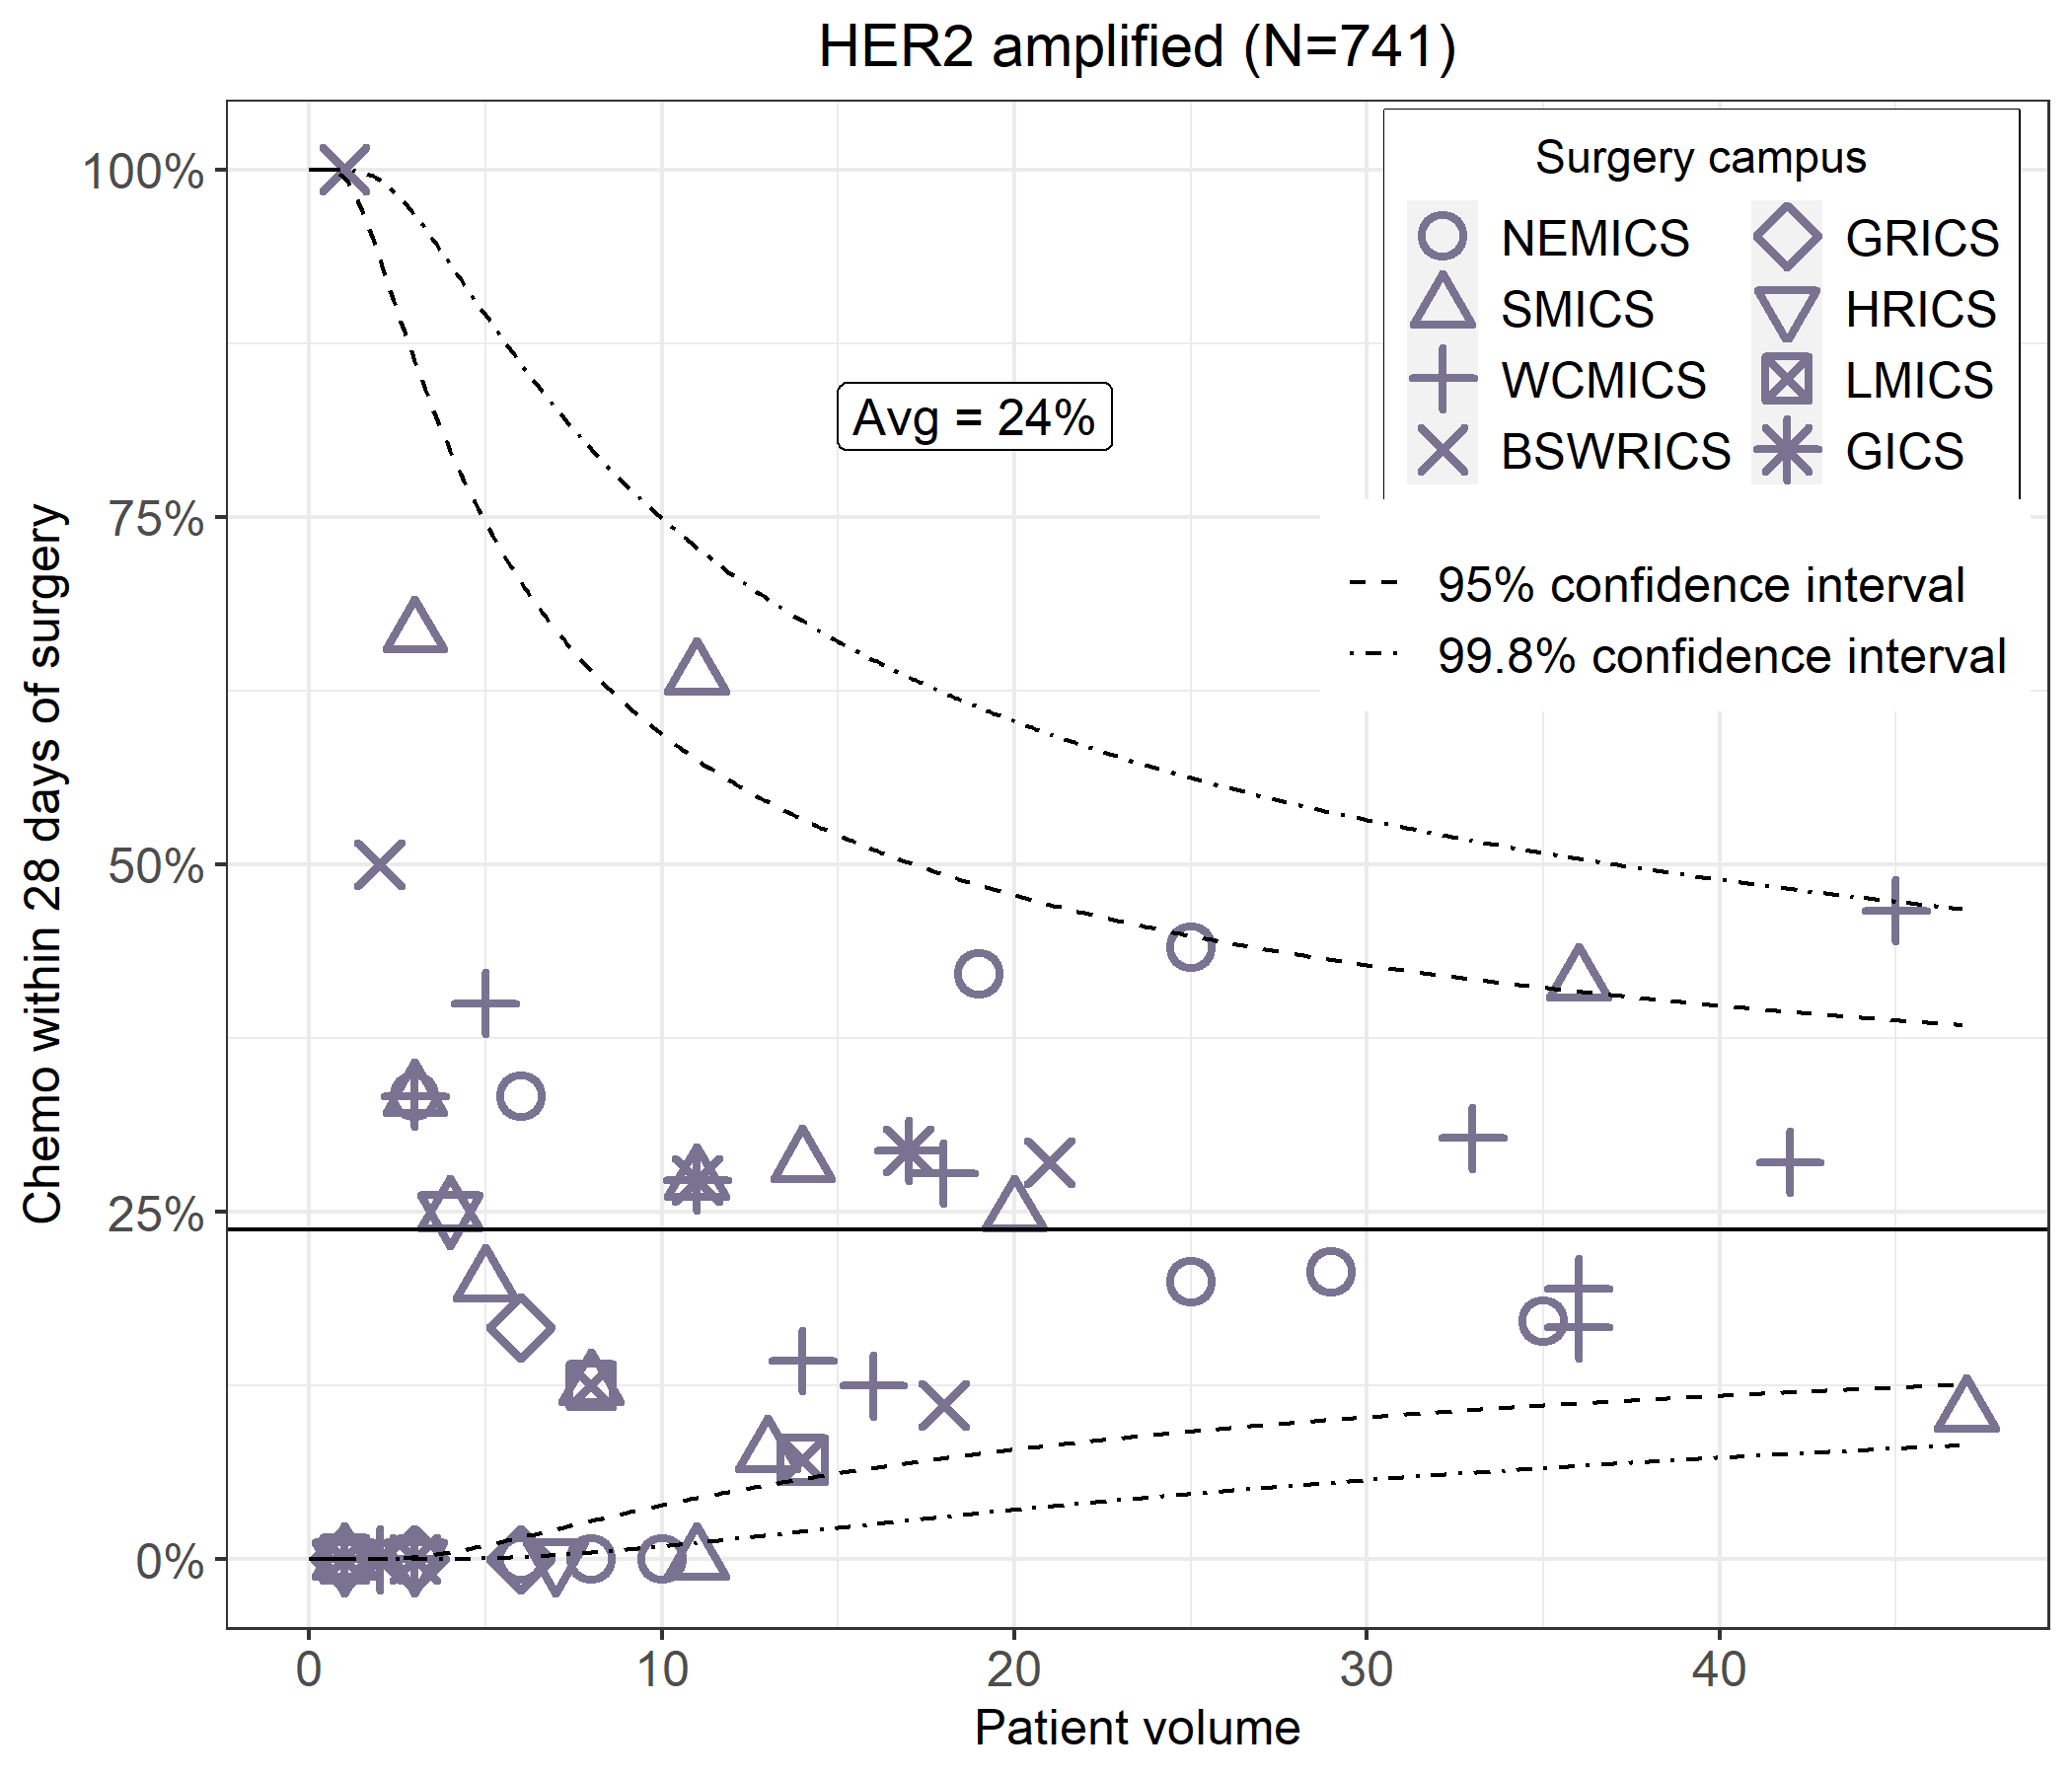 HER2 amplified (N=741)
Chemo within 28 days of surgery
100%
75%
50%
25%
0%
Avg = 24%
Surgery campus
NEMICS GRICS
SMICS HRICS
WCMICS LMICS
BSWRICS GICS
95% confidence interval
99.8% confidence interval
0 10 20 30 40
Patient volume